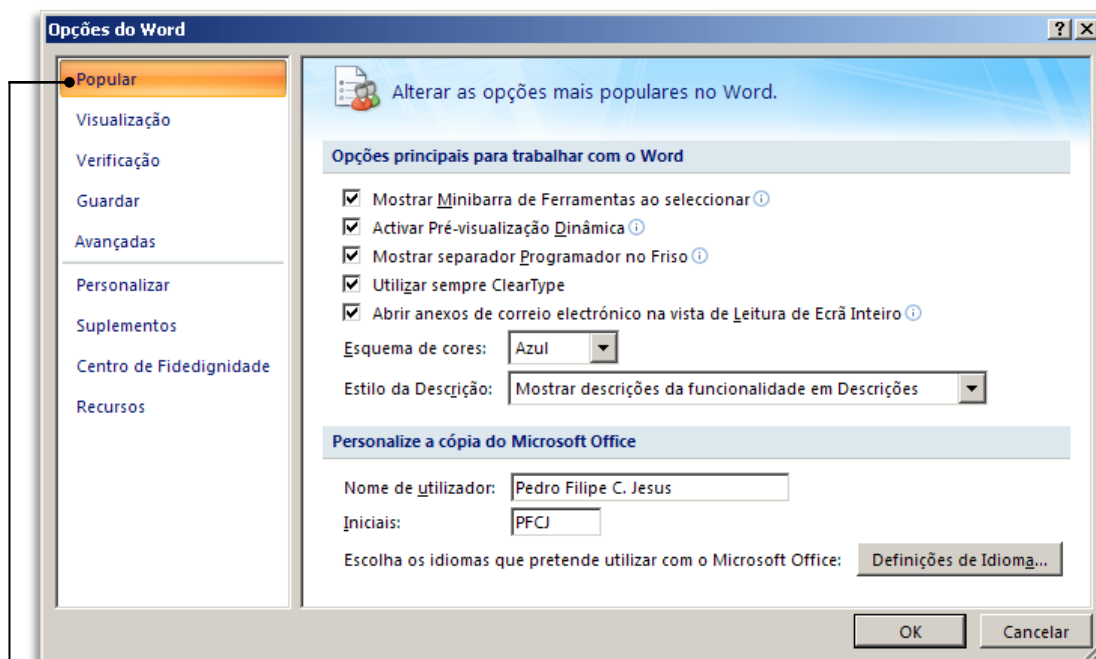 Opções do Word
Popular
Visualização
Verificação
Guardar
Avançadas
Personalizar
Suplementos
Centro de Fidedignidade
Recursos
Alterar as opções mais populares no Word.
Opções principais para trabalhar com o Word
Mostrar Minibarra de Ferramentas ao seleccionar
Activar Pré-visualização Dinâmica
Mostrar separador Programador no Friso
Utilizar sempre ClearType
Abrir anexos de correio electrónico na vista de Leitura de Ecrã Inteiro
Esquema de cores: Azul
Estilo da Descrição: Mostrar descrições da funcionalidade em Descrições
Personalize a cópia do Microsoft Office
Nome de utilizador: Pedro Filipe C. Jesus
Iniciais: PFCJ
Escolha os idiomas que pretende utilizar com o Microsoft Office: Definições de Idioma...
OK Cancelar